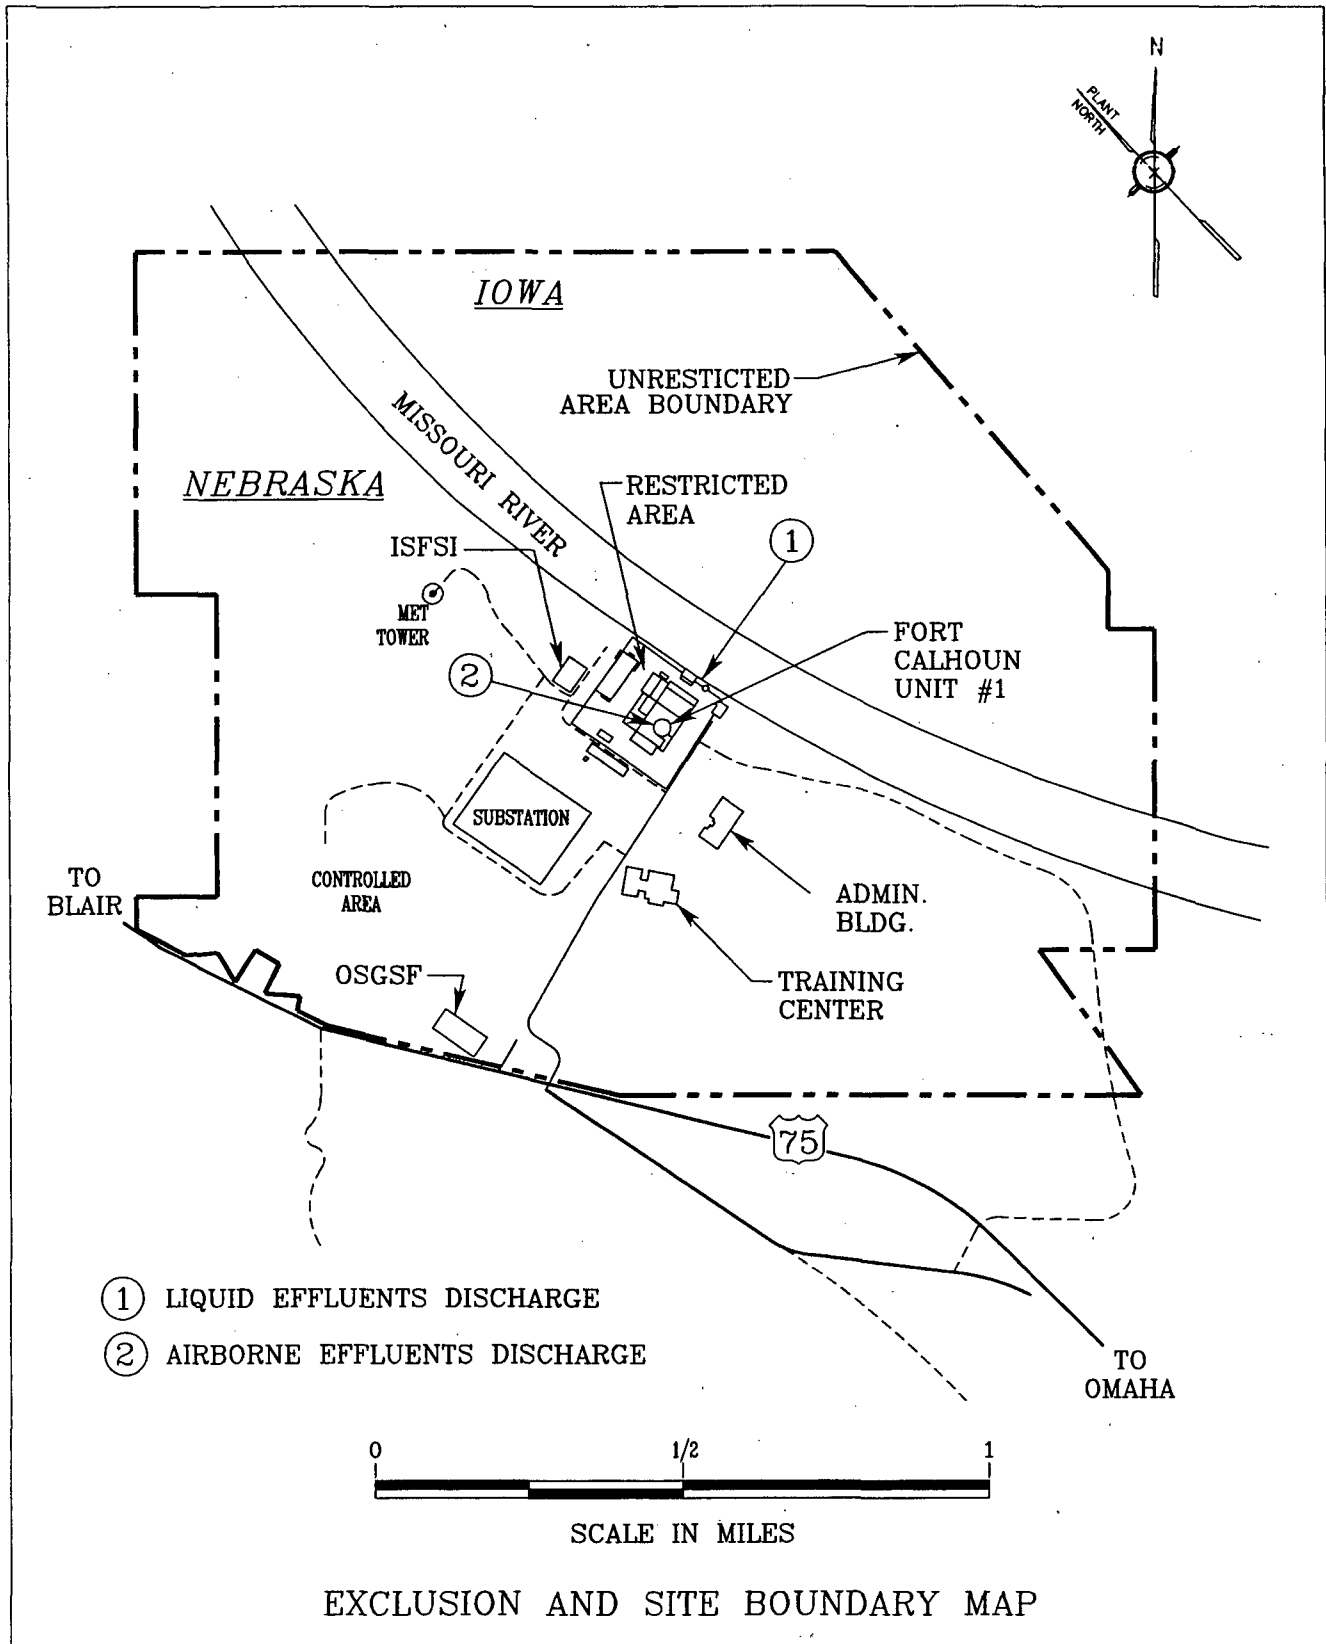 N
PLANT
NORTH
IOWA
UNRESTICTED
AREA BOUNDARY
MISSOURI RIVER
NEBRASKA
RESTRICTED
AREA
1
ISFSI
MET
TOWER
2
FORT
CALHOUN
UNIT #1
SUBSTATION
TO
BLAIR
CONTROLLED
AREA
ADMIN.
BLDG.
OSGSF
TRAINING
CENTER
75
1 LIQUID EFFLUENTS DISCHARGE
2 AIRBORNE EFFLUENTS DISCHARGE
TO
OMAHA
0 1/2 1
SCALE IN MILES
EXCLUSION AND SITE BOUNDARY MAP